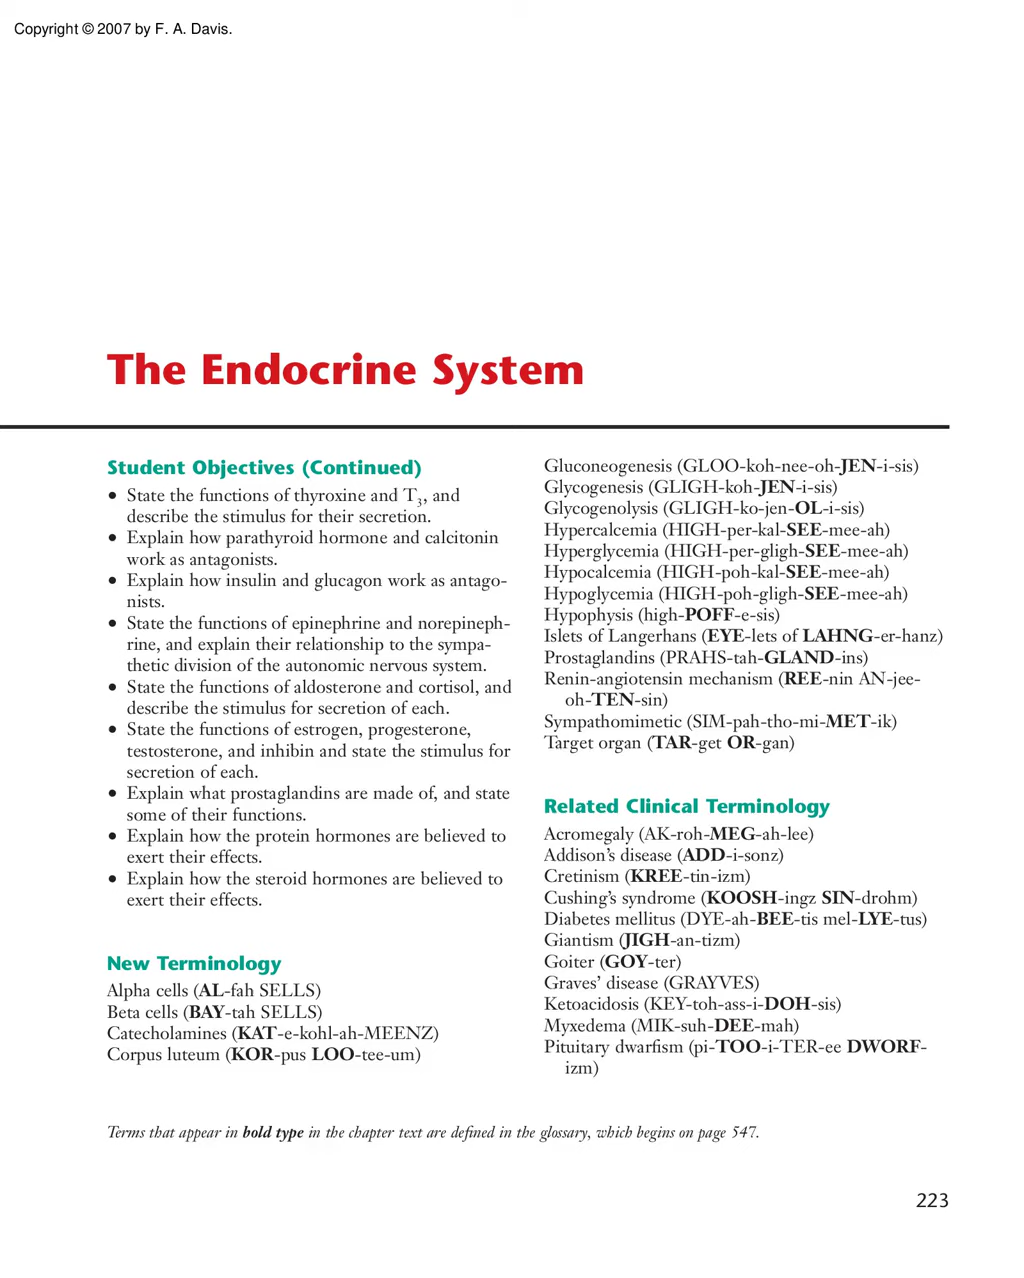 Copyright © 2007 by F. A. Davis.
The Endocrine System
Student Objectives (Continued)
• State the functions of thyroxine and T3, and
describe the stimulus for their secretion.
• Explain how parathyroid hormone and calcitonin
work as antagonists.
• Explain how insulin and glucagon work as antago-
nists.
• State the functions of epinephrine and norepineph-
rine, and explain their relationship to the sympa-
thetic division of the autonomic nervous system.
• State the functions of aldosterone and cortisol, and
describe the stimulus for secretion of each.
• State the functions of estrogen, progesterone,
testosterone, and inhibin and state the stimulus for
secretion of each.
• Explain what prostaglandins are made of, and state
some of their functions.
• Explain how the protein hormones are believed to
exert their effects.
• Explain how the steroid hormones are believed to
exert their effects.
New Terminology
Alpha cells (AL-fah SELLS)
Beta cells (BAY-tah SELLS)
Catecholamines (KAT-e-kohl-ah-MEENZ)
Corpus luteum (KOR-pus LOO-tee-um)
Gluconeogenesis (GLOO-koh-nee-oh-JEN-i-sis)
Glycogenesis (GLIGH-koh-JEN-i-sis)
Glycogenolysis (GLIGH-ko-jen-OL-i-sis)
Hypercalcemia (HIGH-per-kal-SEE-mee-ah)
Hyperglycemia (HIGH-per-gligh-SEE-mee-ah)
Hypocalcemia (HIGH-poh-kal-SEE-mee-ah)
Hypoglycemia (HIGH-poh-gligh-SEE-mee-ah)
Hypophysis (high-POFF-e-sis)
Islets of Langerhans (EYE-lets of LAHNG-er-hanz)
Prostaglandins (PRAHS-tah-GLAND-ins)
Renin-angiotensin mechanism (REE-nin AN-jee-
oh-TEN-sin)
Sympathomimetic (SIM-pah-tho-mi-MET-ik)
Target organ (TAR-get OR-gan)
Related Clinical Terminology
Acromegaly (AK-roh-MEG-ah-lee)
Addison’s disease (ADD-i-sonz)
Cretinism (KREE-tin-izm)
Cushing’s syndrome (KOOSH-ingz SIN-drohm)
Diabetes mellitus (DYE-ah-BEE-tis mel-LYE-tus)
Giantism (JIGH-an-tizm)
Goiter (GOY-ter)
Graves’ disease (GRAYVES)
Ketoacidosis (KEY-toh-ass-i-DOH-sis)
Myxedema (MIK-suh-DEE-mah)
Pituitary dwarfism (pi-TOO-i-TER-ee DWORF-
izm)
Terms that appear in bold type in the chapter text are defined in the glossary, which begins on page 547.
223